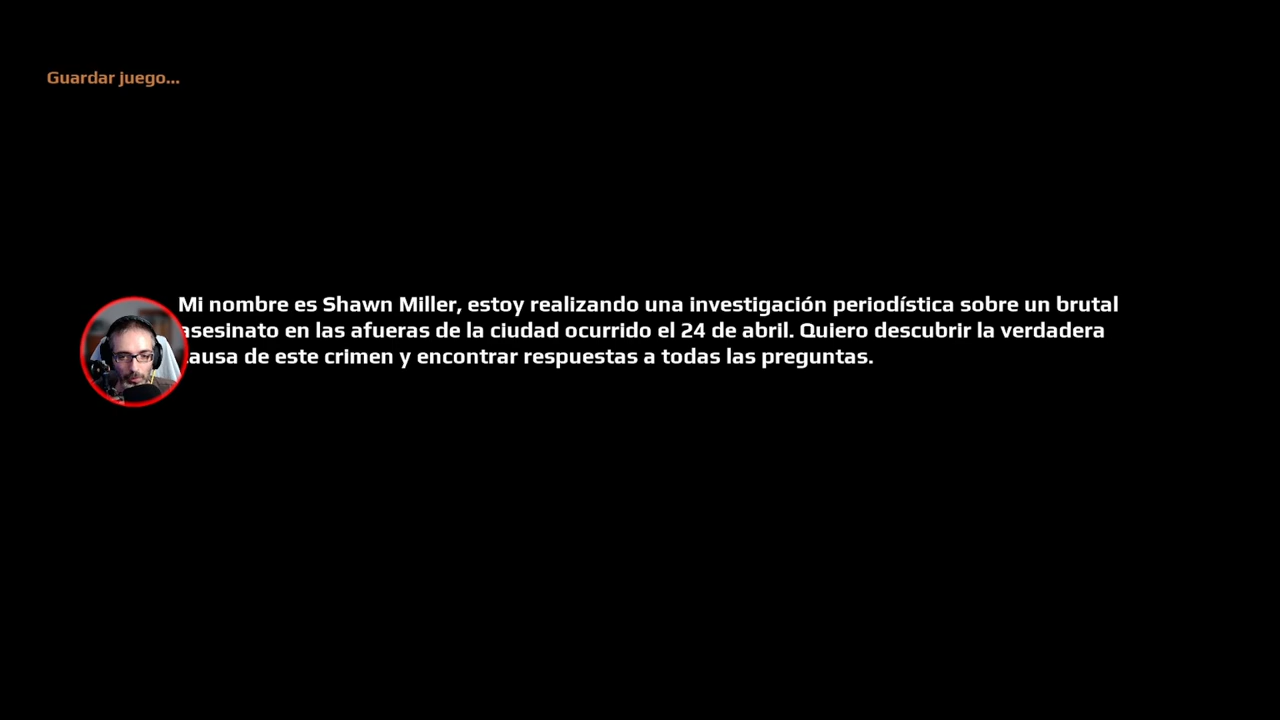 Guardar juego...
Mi nombre es Shawn Miller, estoy realizando una investigación periodística sobre un brutal
asesinato en las afueras de la ciudad ocurrido el 24 de abril. Quiero descubrir la verdadera
causa de este crimen y encontrar respuestas a todas las preguntas.